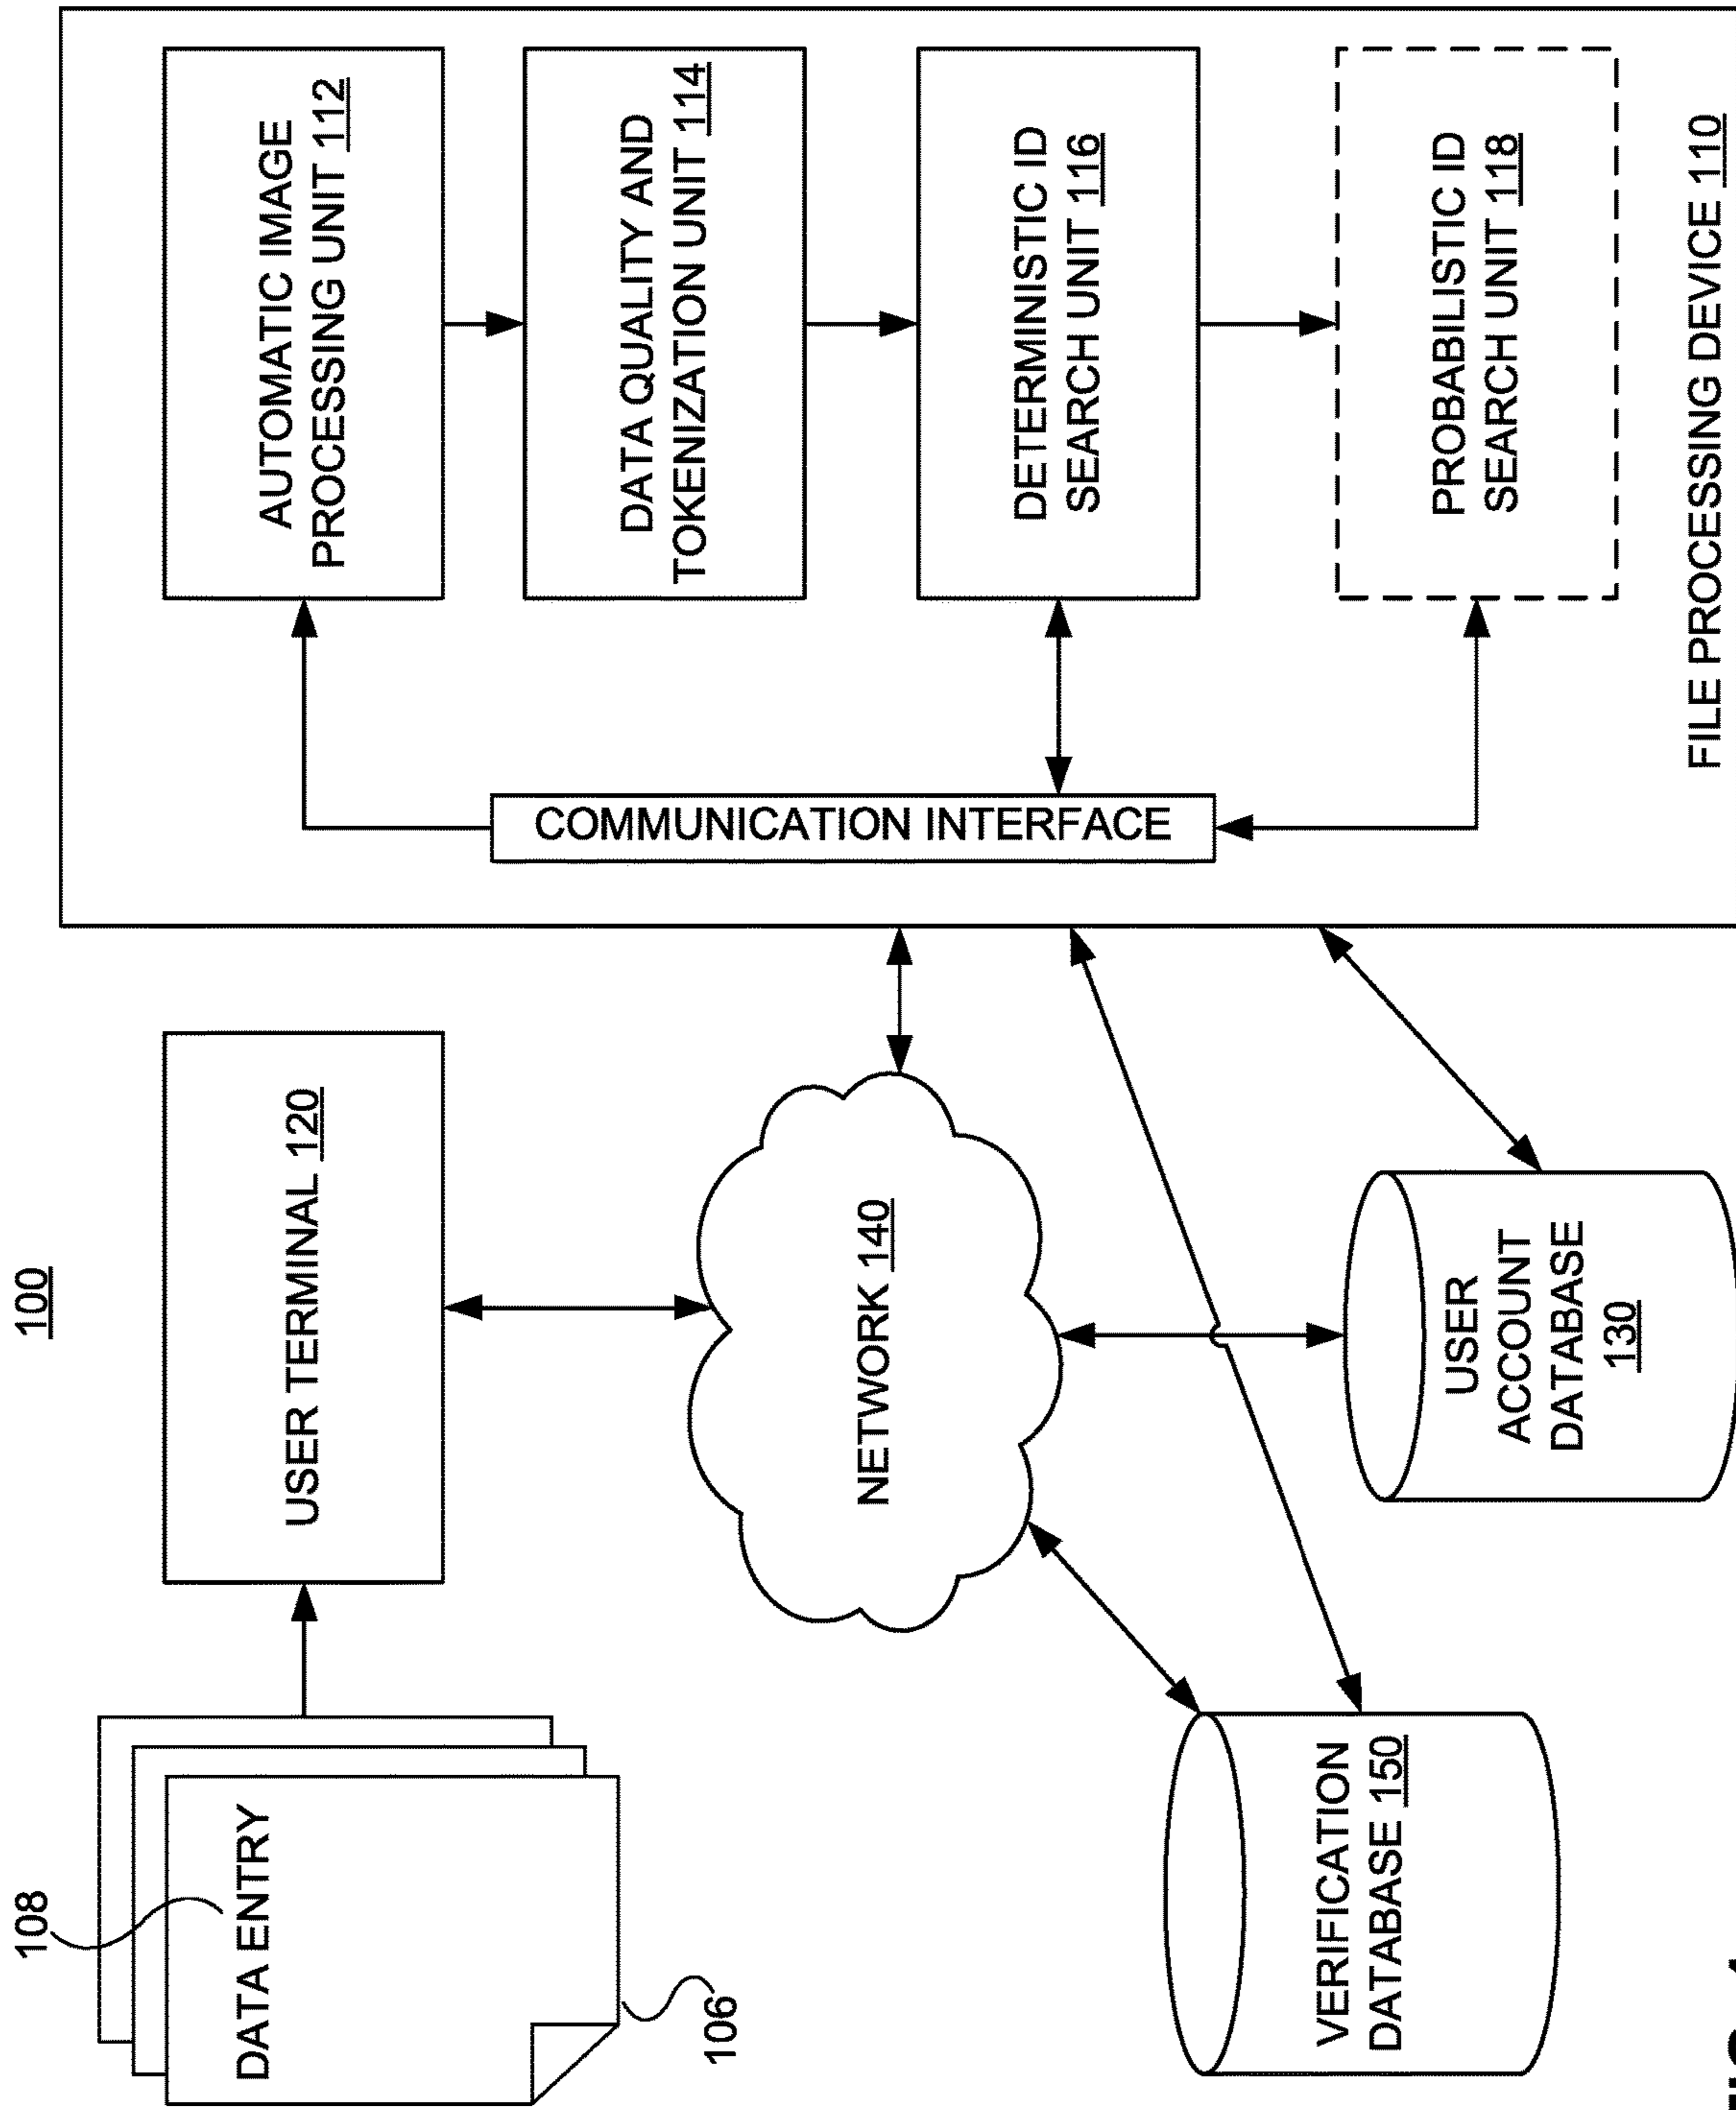 108
100
DATA ENTRY
106
USER TERMINAL 120
NETWORK 140
VERIFICATION
DATABASE 150
USER
ACCOUNT
DATABASE
130
COMMUNICATION INTERFACE
AUTOMATIC IMAGE
PROCESSING UNIT 112
DATA QUALITY AND
TOKENIZATION UNIT 114
DETERMINISTIC ID
SEARCH UNIT 116
PROBABILISTIC ID
SEARCH UNIT 118
FILE PROCESSING DEVICE 110